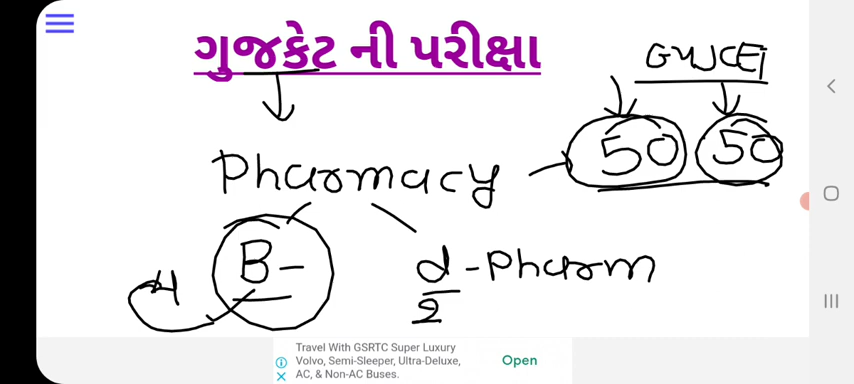 ગુજકેટ ની પરીક્ષા
GUJCET
Pharmacy
50 50
B-
d-Pharm
4
2
Travel With GSRTC Super Luxury
Volvo, Semi-Sleeper, Ultra-Deluxe,
AC, & Non-AC Buses.
Open